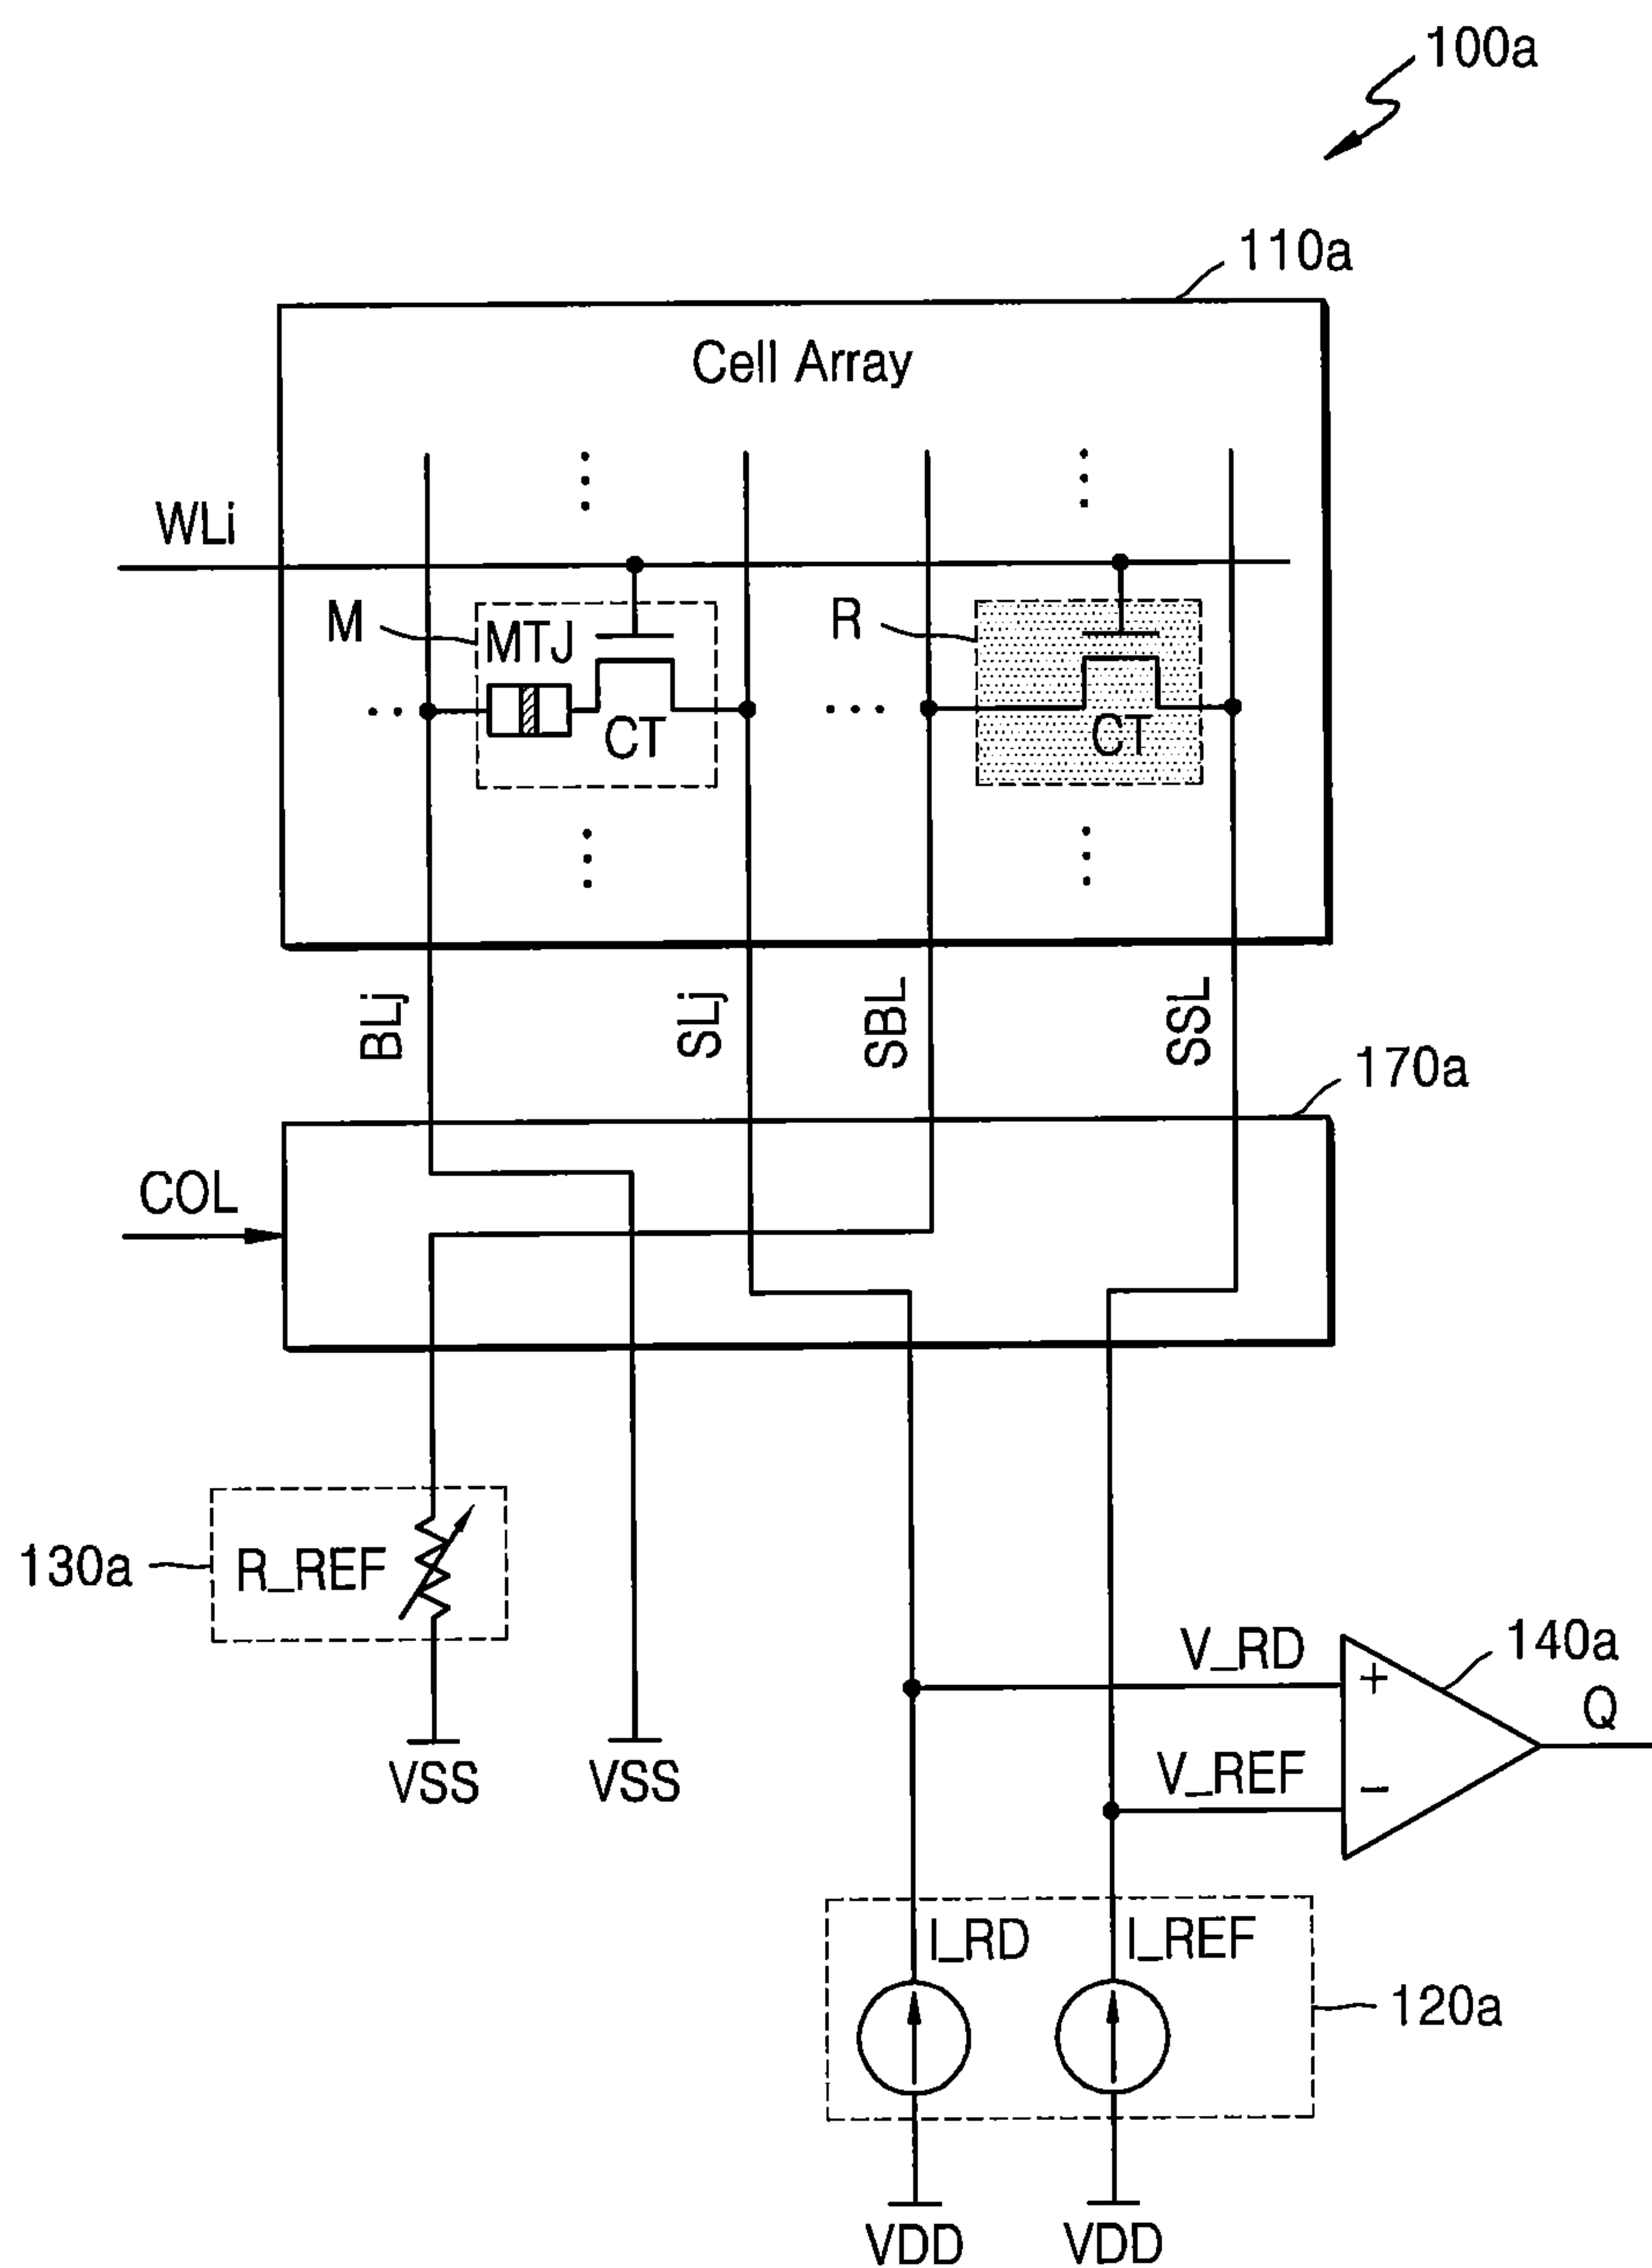 100a
110a
Cell Array
WLi
M
MTJ
CT
R
CT
BLj
SLj
SBL
SSL
170a
COL
130a
R_REF
VSS
VSS
V_RD
V_REF
+
−
140a
Q
I_RD
I_REF
120a
VDD
VDD